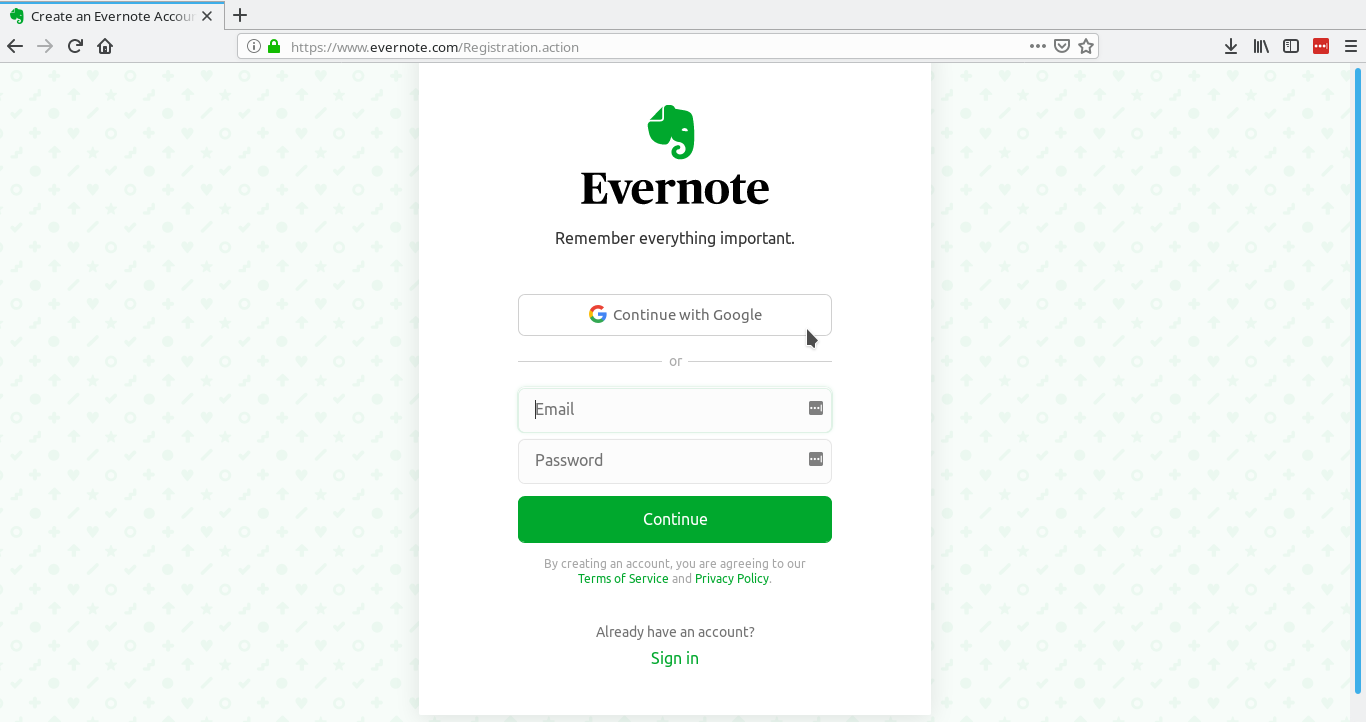 Create an Evernote Accou
https://www.evernote.com/Registration.action
Evernote
Remember everything important.
Continue with Google
or
Email
Password
Continue
By creating an account, you are agreeing to our
Terms of Service and Privacy Policy.
Already have an account?
Sign in